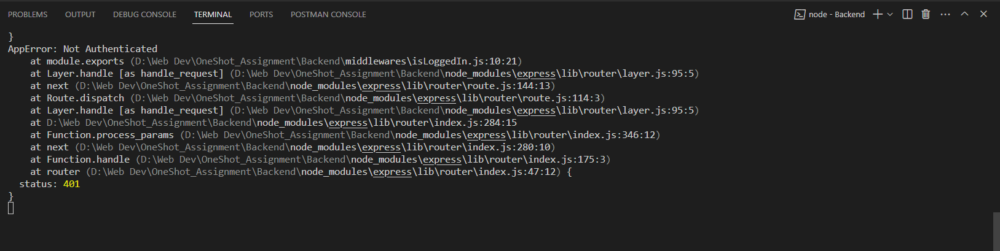 PROBLEMS OUTPUT DEBUG CONSOLE TERMINAL PORTS POSTMAN CONSOLE node - Backend
}
AppError: Not Authenticated
    at module.exports (D:\Web Dev\OneShot_Assignment\Backend\middlewares\isLoggedIn.js:10:21)
    at Layer.handle [as handle_request] (D:\Web Dev\OneShot_Assignment\Backend\node_modules\express\lib\router\layer.js:95:5)
    at next (D:\Web Dev\OneShot_Assignment\Backend\node_modules\express\lib\router\route.js:144:13)
    at Route.dispatch (D:\Web Dev\OneShot_Assignment\Backend\node_modules\express\lib\router\route.js:114:3)
    at Layer.handle [as handle_request] (D:\Web Dev\OneShot_Assignment\Backend\node_modules\express\lib\router\layer.js:95:5)
    at D:\Web Dev\OneShot_Assignment\Backend\node_modules\express\lib\router\index.js:284:15
    at Function.process_params (D:\Web Dev\OneShot_Assignment\Backend\node_modules\express\lib\router\index.js:346:12)
    at next (D:\Web Dev\OneShot_Assignment\Backend\node_modules\express\lib\router\index.js:280:10)
    at Function.handle (D:\Web Dev\OneShot_Assignment\Backend\node_modules\express\lib\router\index.js:175:3)
    at router (D:\Web Dev\OneShot_Assignment\Backend\node_modules\express\lib\router\index.js:47:12) {
  status: 401
}